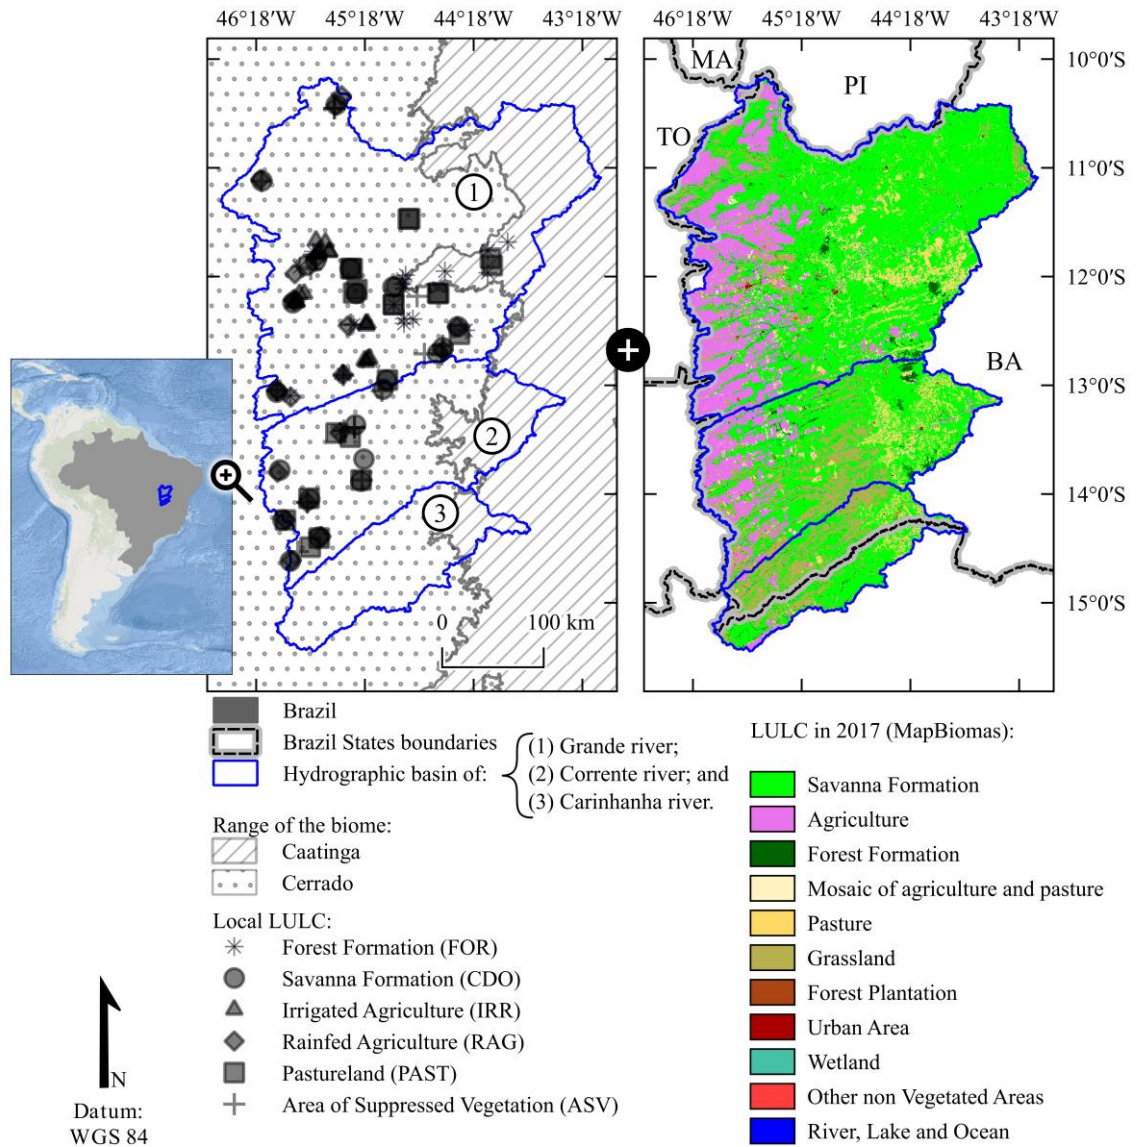 46°18'W 45°18'W 44°18'W 43°18'W
46°18'W 45°18'W 44°18'W 43°18'W
MA
PI
TO
BA
10°0'S
11°0'S
12°0'S
13°0'S
14°0'S
15°0'S
1
2
3
0 100 km
Brazil
Brazil States boundaries
Hydrographic basin of:
(1) Grande river;
(2) Corrente river; and
(3) Carinhanha river.
Range of the biome:
Caatinga
Cerrado
Local LULC:
Forest Formation (FOR)
Savanna Formation (CDO)
Irrigated Agriculture (IRR)
Rainfed Agriculture (RAG)
Pastureland (PAST)
Area of Suppressed Vegetation (ASV)
N
Datum:
WGS 84
LULC in 2017 (MapBiomas):
Savanna Formation
Agriculture
Forest Formation
Mosaic of agriculture and pasture
Pasture
Grassland
Forest Plantation
Urban Area
Wetland
Other non Vegetated Areas
River, Lake and Ocean